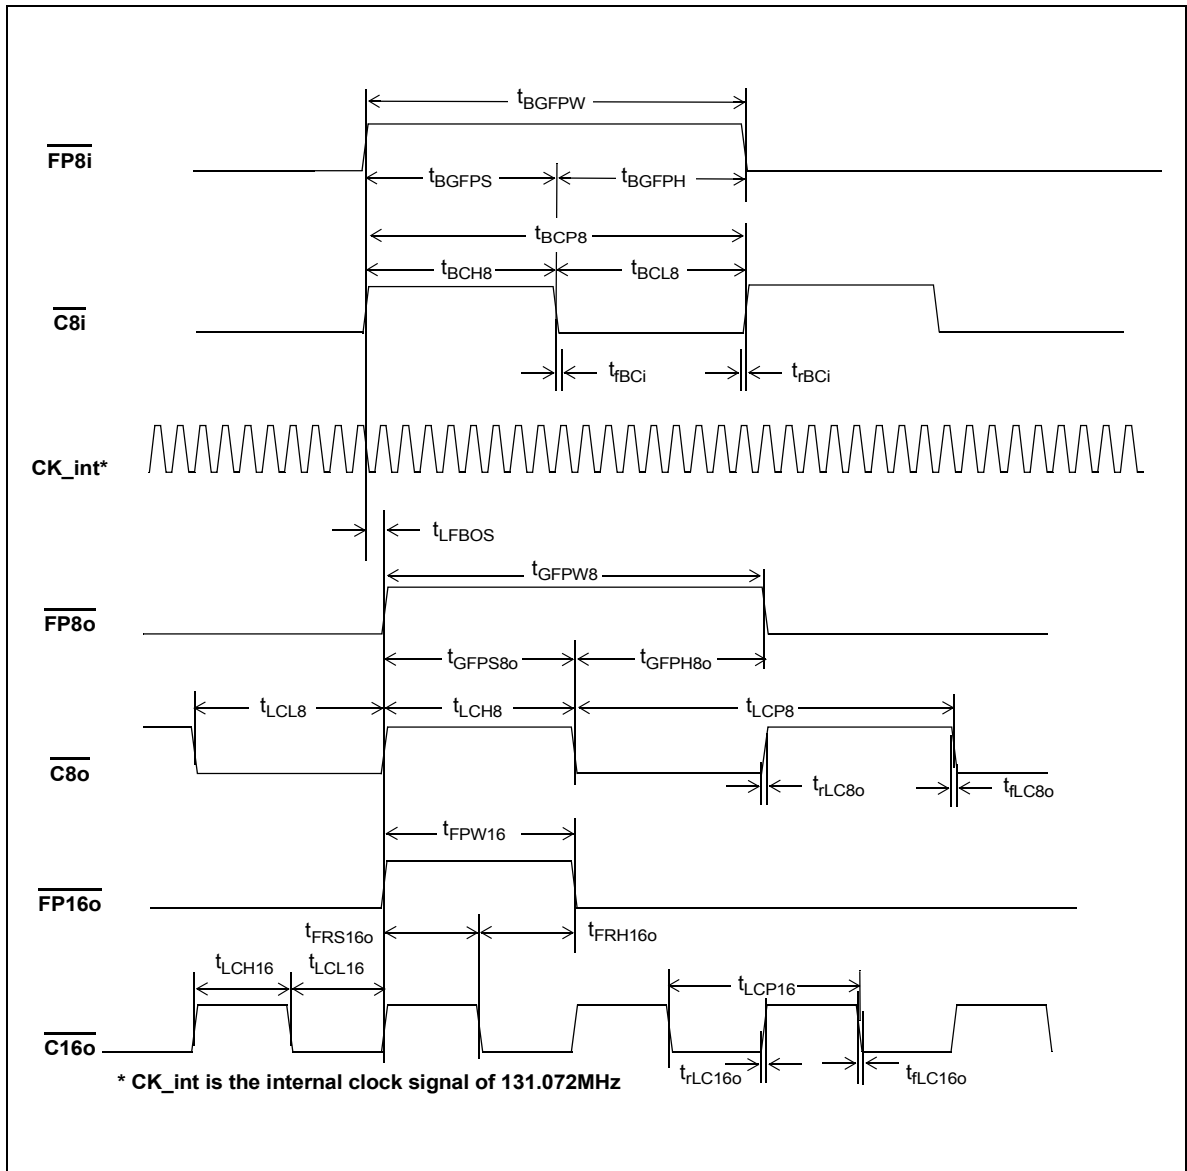 tBGFPW
FP8i
tBGFPS tBGFPH
tBCP8
tBCH8 tBCL8
C8i
tfBCi trBCi
CK_int*
tLFBOS
tGFPW8
FP8o
tGFPS8o tGFPH8o
tLCL8 tLCH8 tLCP8
C8o
trLC8o tfLC8o
tFPW16
FP16o
tFRS16o tFRH16o
tLCH16 tLCL16 tLCP16
C16o
trLC16o tfLC16o
* CK_int is the internal clock signal of 131.072MHz